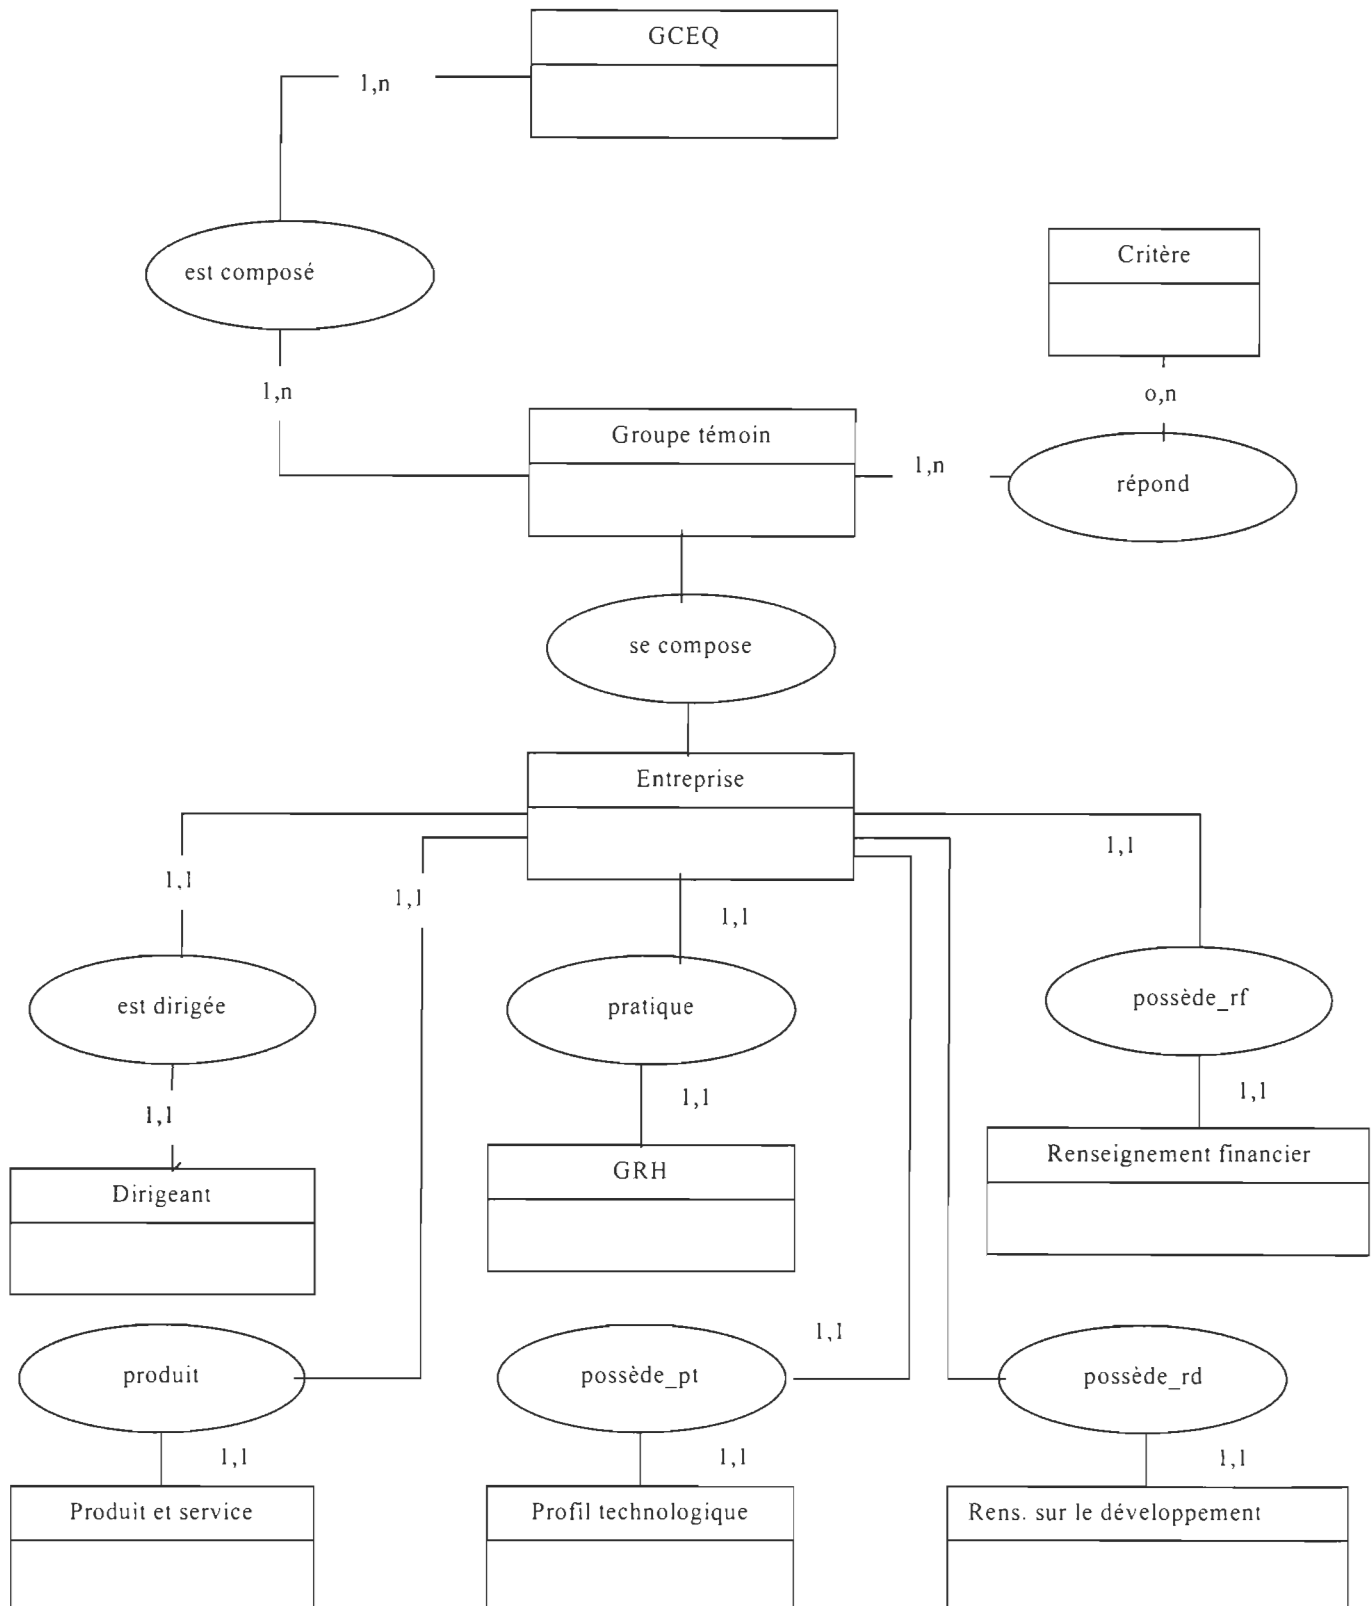 GCEQ
1,n
est composé
Critère
1,n
o,n
Groupe témoin
1,n
répond
se compose
Entreprise
1,1
1,1
1,1
1,1
est dirigée
pratique
possède_rf
1,1
1,1
1,1
Renseignement financier
GRH
Dirigeant
1,1
produit
possède_pt
possède_rd
1,1
1,1
1,1
Produit et service
Profil technologique
Rens. sur le développement